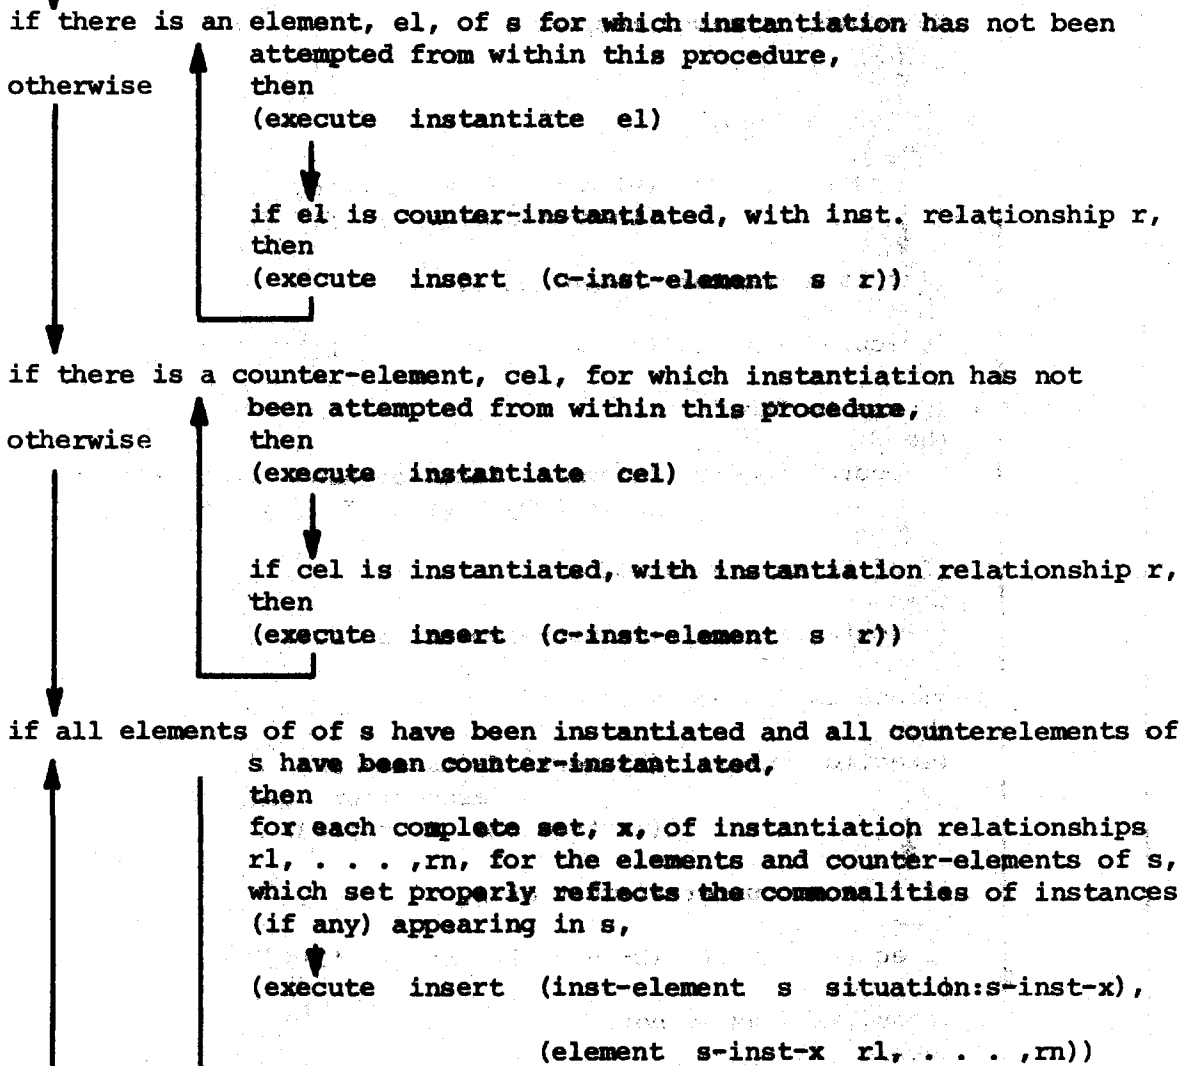 if there is an element, el, of s for which instantiation has not been
attempted from within this procedure,
otherwise then
(execute instantiate el)
if el is counter-instantiated, with inst. relationship r,
then
(execute insert (c-inst-element s r))
if there is a counter-element, cel, for which instantiation has not
been attempted from within this procedure,
otherwise then
(execute instantiate cel)
if cel is instantiated, with instantiation relationship r,
then
(execute insert (c-inst-element s r))
if all elements of of s have been instantiated and all counterelements of
s have been counter-instantiated,
then
for each complete set, x, of instantiation relationships
rl, . . . ,rn, for the elements and counter-elements of s,
which set properly reflects the commonalities of instances
(if any) appearing in s,
(execute insert (inst-element s situation:s-inst-x),
(element s-inst-x rl, . . . ,rn))